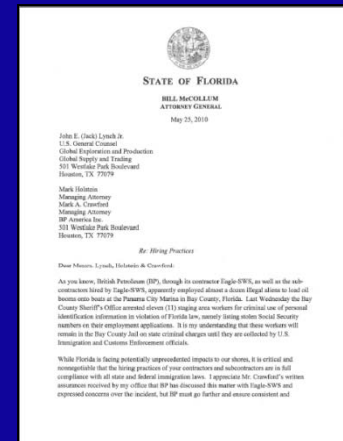 STATE OF FLORIDA
BILL McCOLLUM
ATTORNEY GENERAL
May 25, 2010
John E. (Jack) Lynch Jr.
U.S. General Counsel
Global Exploration and Production
Global Supply and Trading
501 Westlake Park Boulevard
Houston, TX 77079
Mark Holstein
Managing Attorney
Mark A. Crawford
Managing Attorney
BP America Inc.
501 Westlake Park Boulevard
Houston, TX 77079
Re: Hiring Practices
Dear Messrs. Lynch, Holstein & Crawford:
As you know, British Petroleum (BP), through its contractor Eagle-SWS, as well as the sub-
contractors hired by Eagle-SWS, apparently employed almost a dozen illegal aliens to load oil
booms onto boats at the Panama City Marina in Bay County, Florida. Last Wednesday the Bay
County Sheriff's Office arrested eleven (11) staging area workers for criminal use of personal
identification information in violation of Florida law, namely listing stolen Social Security
numbers on their employment applications. It is my understanding that these workers will
remain in the Bay County Jail on state criminal charges until they are collected by U.S.
Immigration and Customs Enforcement officials.
While Florida is facing potentially unprecedented impacts to our shores, it is critical and
nonnegotiable that the hiring practices of your contractors and subcontractors are in full
compliance with all state and federal immigration laws. I appreciate Mr. Crawford's written
assurances received by my office that BP has discussed this matter with Eagle-SWS and
expressed concerns over the incident, but BP must go further and ensure consistent and